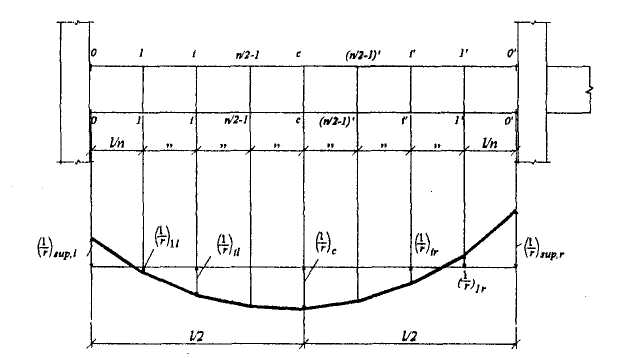 0 1 i n/2-1 c (n/2-1)' i' 1' 0'
0 1 i n/2-1 c (n/2-1)' i' 1' 0'
l/n ,, ,, ,, ,, ,, ,, l/n
(1/r)sup,l (1/r)1l (1/r)il (1/r)c (1/r)ir (1/r)1r (1/r)sup,r
l/2 l/2